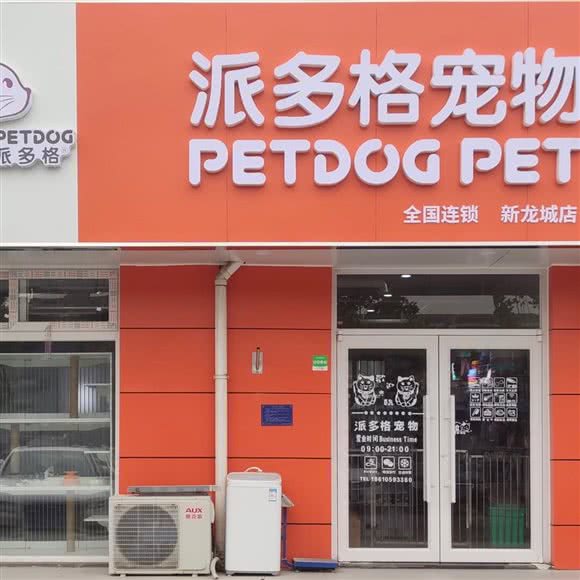 派多格宠物
PETDOG PET
全国连锁 新龙城店
PETDOG
派多格
派多格宠物
营业时间 Business Time
09:00-21:00
TEL 18610593380
AUX